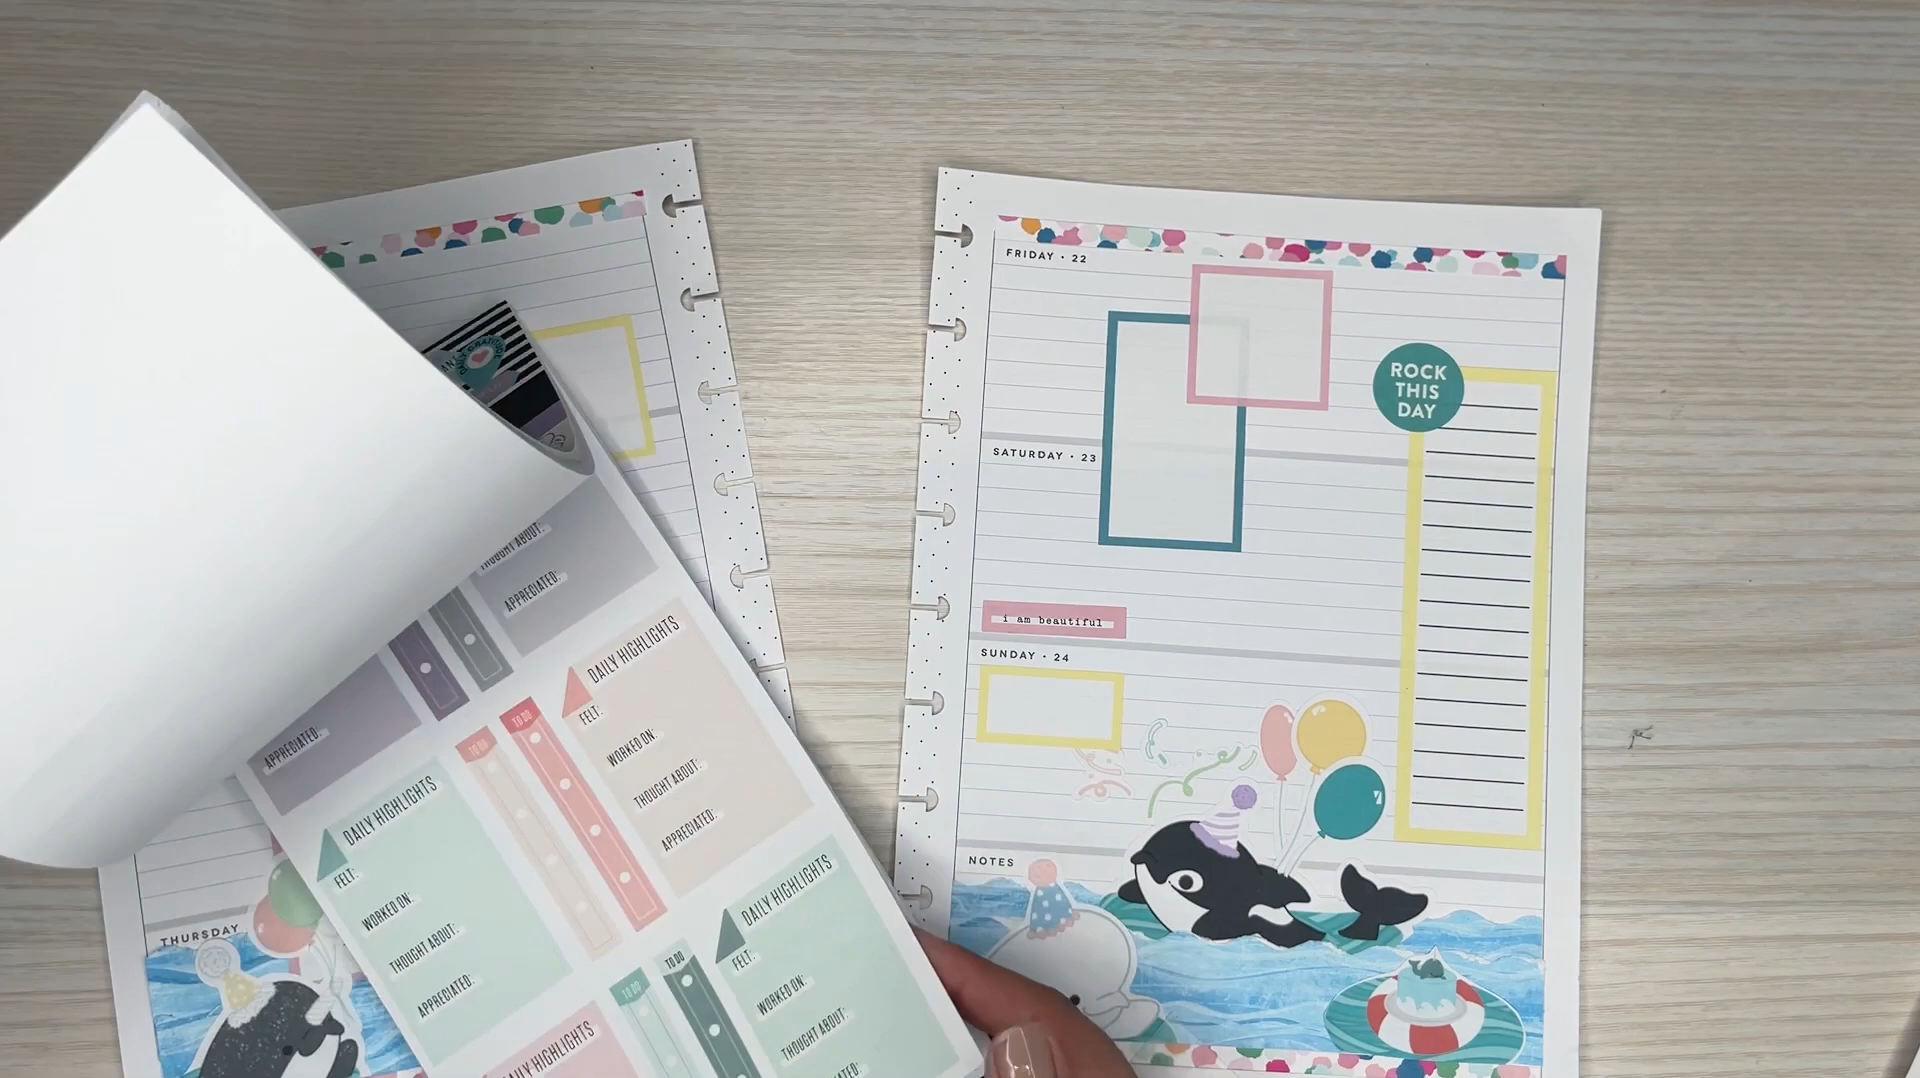 DAILY GRATITUDE
THOUGHT ABOUT:
APPRECIATED:
APPRECIATED:
TO DO
TO DO
DAILY HIGHLIGHTS
FELT:
WORKED ON:
THOUGHT ABOUT:
APPRECIATED:
DAILY HIGHLIGHTS
FELT:
WORKED ON:
THOUGHT ABOUT:
APPRECIATED:
TO DO
TO DO
DAILY HIGHLIGHTS
FELT:
WORKED ON:
THOUGHT ABOUT:
DAILY HIGHLIGHTS
THURSDAY
FRIDAY · 22
ROCK
THIS
DAY
SATURDAY · 23
i am beautiful
SUNDAY · 24
NOTES